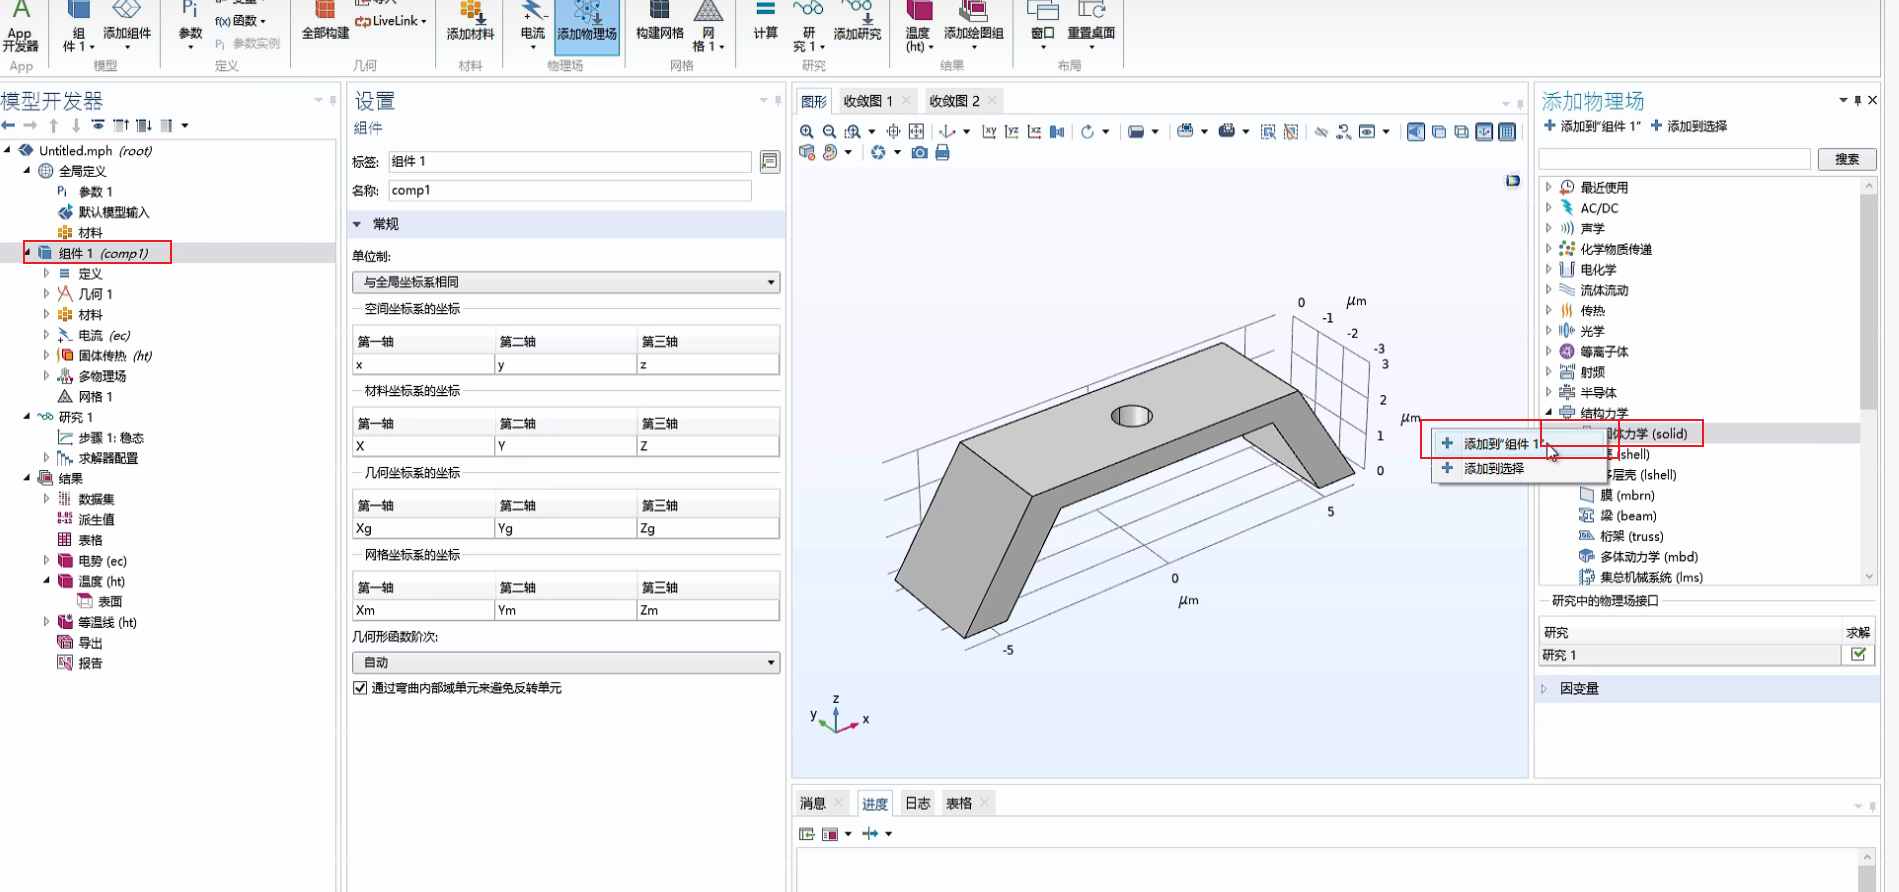 App
开发器
组
件 1
添加组件
参数
f(x) 函数
Pi 参数实例
全部构建
LiveLink
添加材料
电流
添加物理场
构建网格
网
格 1
计算
研
究 1
添加研究
温度
(ht)
添加绘图组
窗口
重置桌面
App
模型
定义
几何
材料
物理场
网格
研究
结果
布局
模型开发器
Untitled.mph (root)
全局定义
Pi 参数 1
默认模型输入
材料
组件 1 (comp1)
定义
几何 1
材料
电流 (ec)
固体传热 (ht)
多物理场
网格 1
研究 1
步骤 1: 稳态
求解器配置
结果
数据集
派生值
表格
电势 (ec)
温度 (ht)
表面
等温线 (ht)
导出
报告
设置
组件
标签: 组件 1
名称: comp1
常规
单位制:
与全局坐标系相同
空间坐标系的坐标
第一轴 第二轴 第三轴
x y z
材料坐标系的坐标
第一轴 第二轴 第三轴
X Y Z
几何坐标系的坐标
第一轴 第二轴 第三轴
Xg Yg Zg
网格坐标系的坐标
第一轴 第二轴 第三轴
Xm Ym Zm
几何形函数阶次:
自动
通过弯曲内部域单元来避免反转单元
图形 收敛图 1 收敛图 2
xy yz xz
0 μm
-1
-2
-3
3
2
μm
1
0
5
0
μm
-5
z
y
x
消息 进度 日志 表格
添加物理场
添加到“组件 1” 添加到选择
搜索
最近使用
AC/DC
声学
化学物质传递
电化学
流体流动
传热
光学
等离子体
射频
半导体
结构力学
固体力学 (solid)
(shell)
多层壳 (lshell)
膜 (mbrn)
梁 (beam)
桁架 (truss)
多体动力学 (mbd)
集总机械系统 (lms)
添加到“组件 1”
添加到选择
研究中的物理场接口
研究 求解
研究 1
因变量